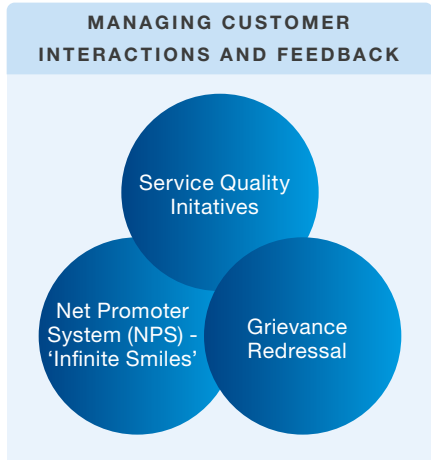 MANAGING CUSTOMER
INTERACTIONS AND FEEDBACK
Service Quality
Initatives
Net Promoter
System (NPS) -
‘Infinite Smiles’
Grievance
Redressal